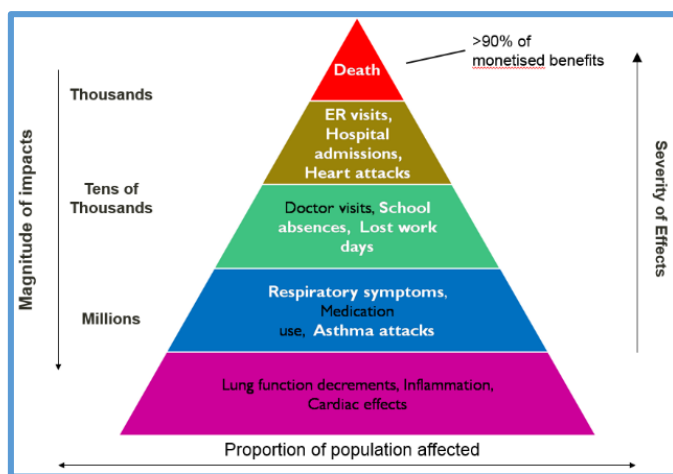 >90% of
monetised benefits
Death
Thousands
ER visits,
Hospital
admissions,
Heart attacks
Tens of
Thousands
Doctor visits, School
absences, Lost work
days
Magnitude of impacts
Severity of Effects
Millions
Respiratory symptoms,
Medication
use, Asthma attacks
Lung function decrements, Inflammation,
Cardiac effects
Proportion of population affected